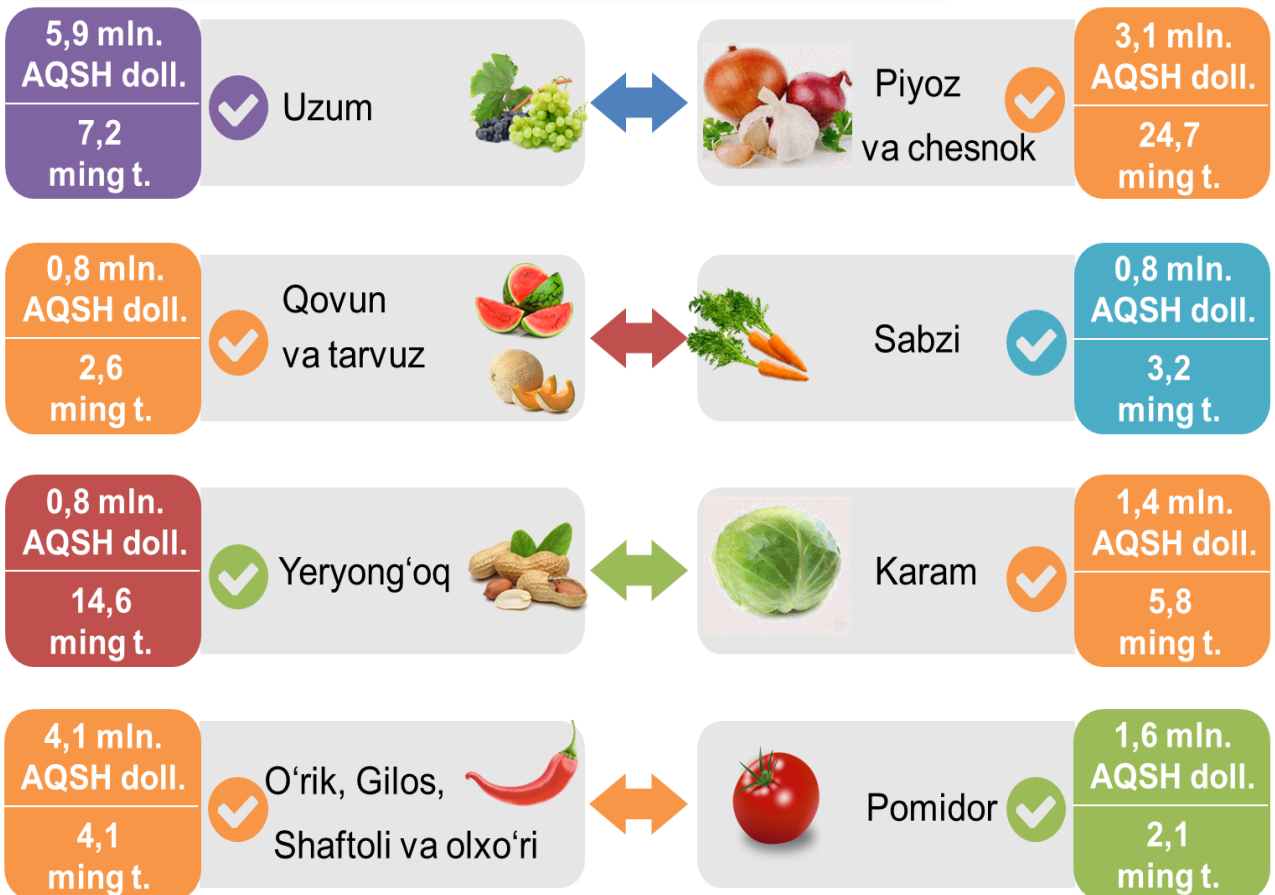 5,9 mln.
AQSH doll.
7,2
ming t.
Uzum
Piyoz
va chesnok
3,1 mln.
AQSH doll.
24,7
ming t.
0,8 mln.
AQSH doll.
2,6
ming t.
Qovun
va tarvuz
Sabzi
0,8 mln.
AQSH doll.
3,2
ming t.
0,8 mln.
AQSH doll.
14,6
ming t.
Yeryong‘oq
Karam
1,4 mln.
AQSH doll.
5,8
ming t.
4,1 mln.
AQSH doll.
4,1
ming t.
O‘rik, Gilos,
Shaftoli va olxo‘ri
Pomidor
1,6 mln.
AQSH doll.
2,1
ming t.